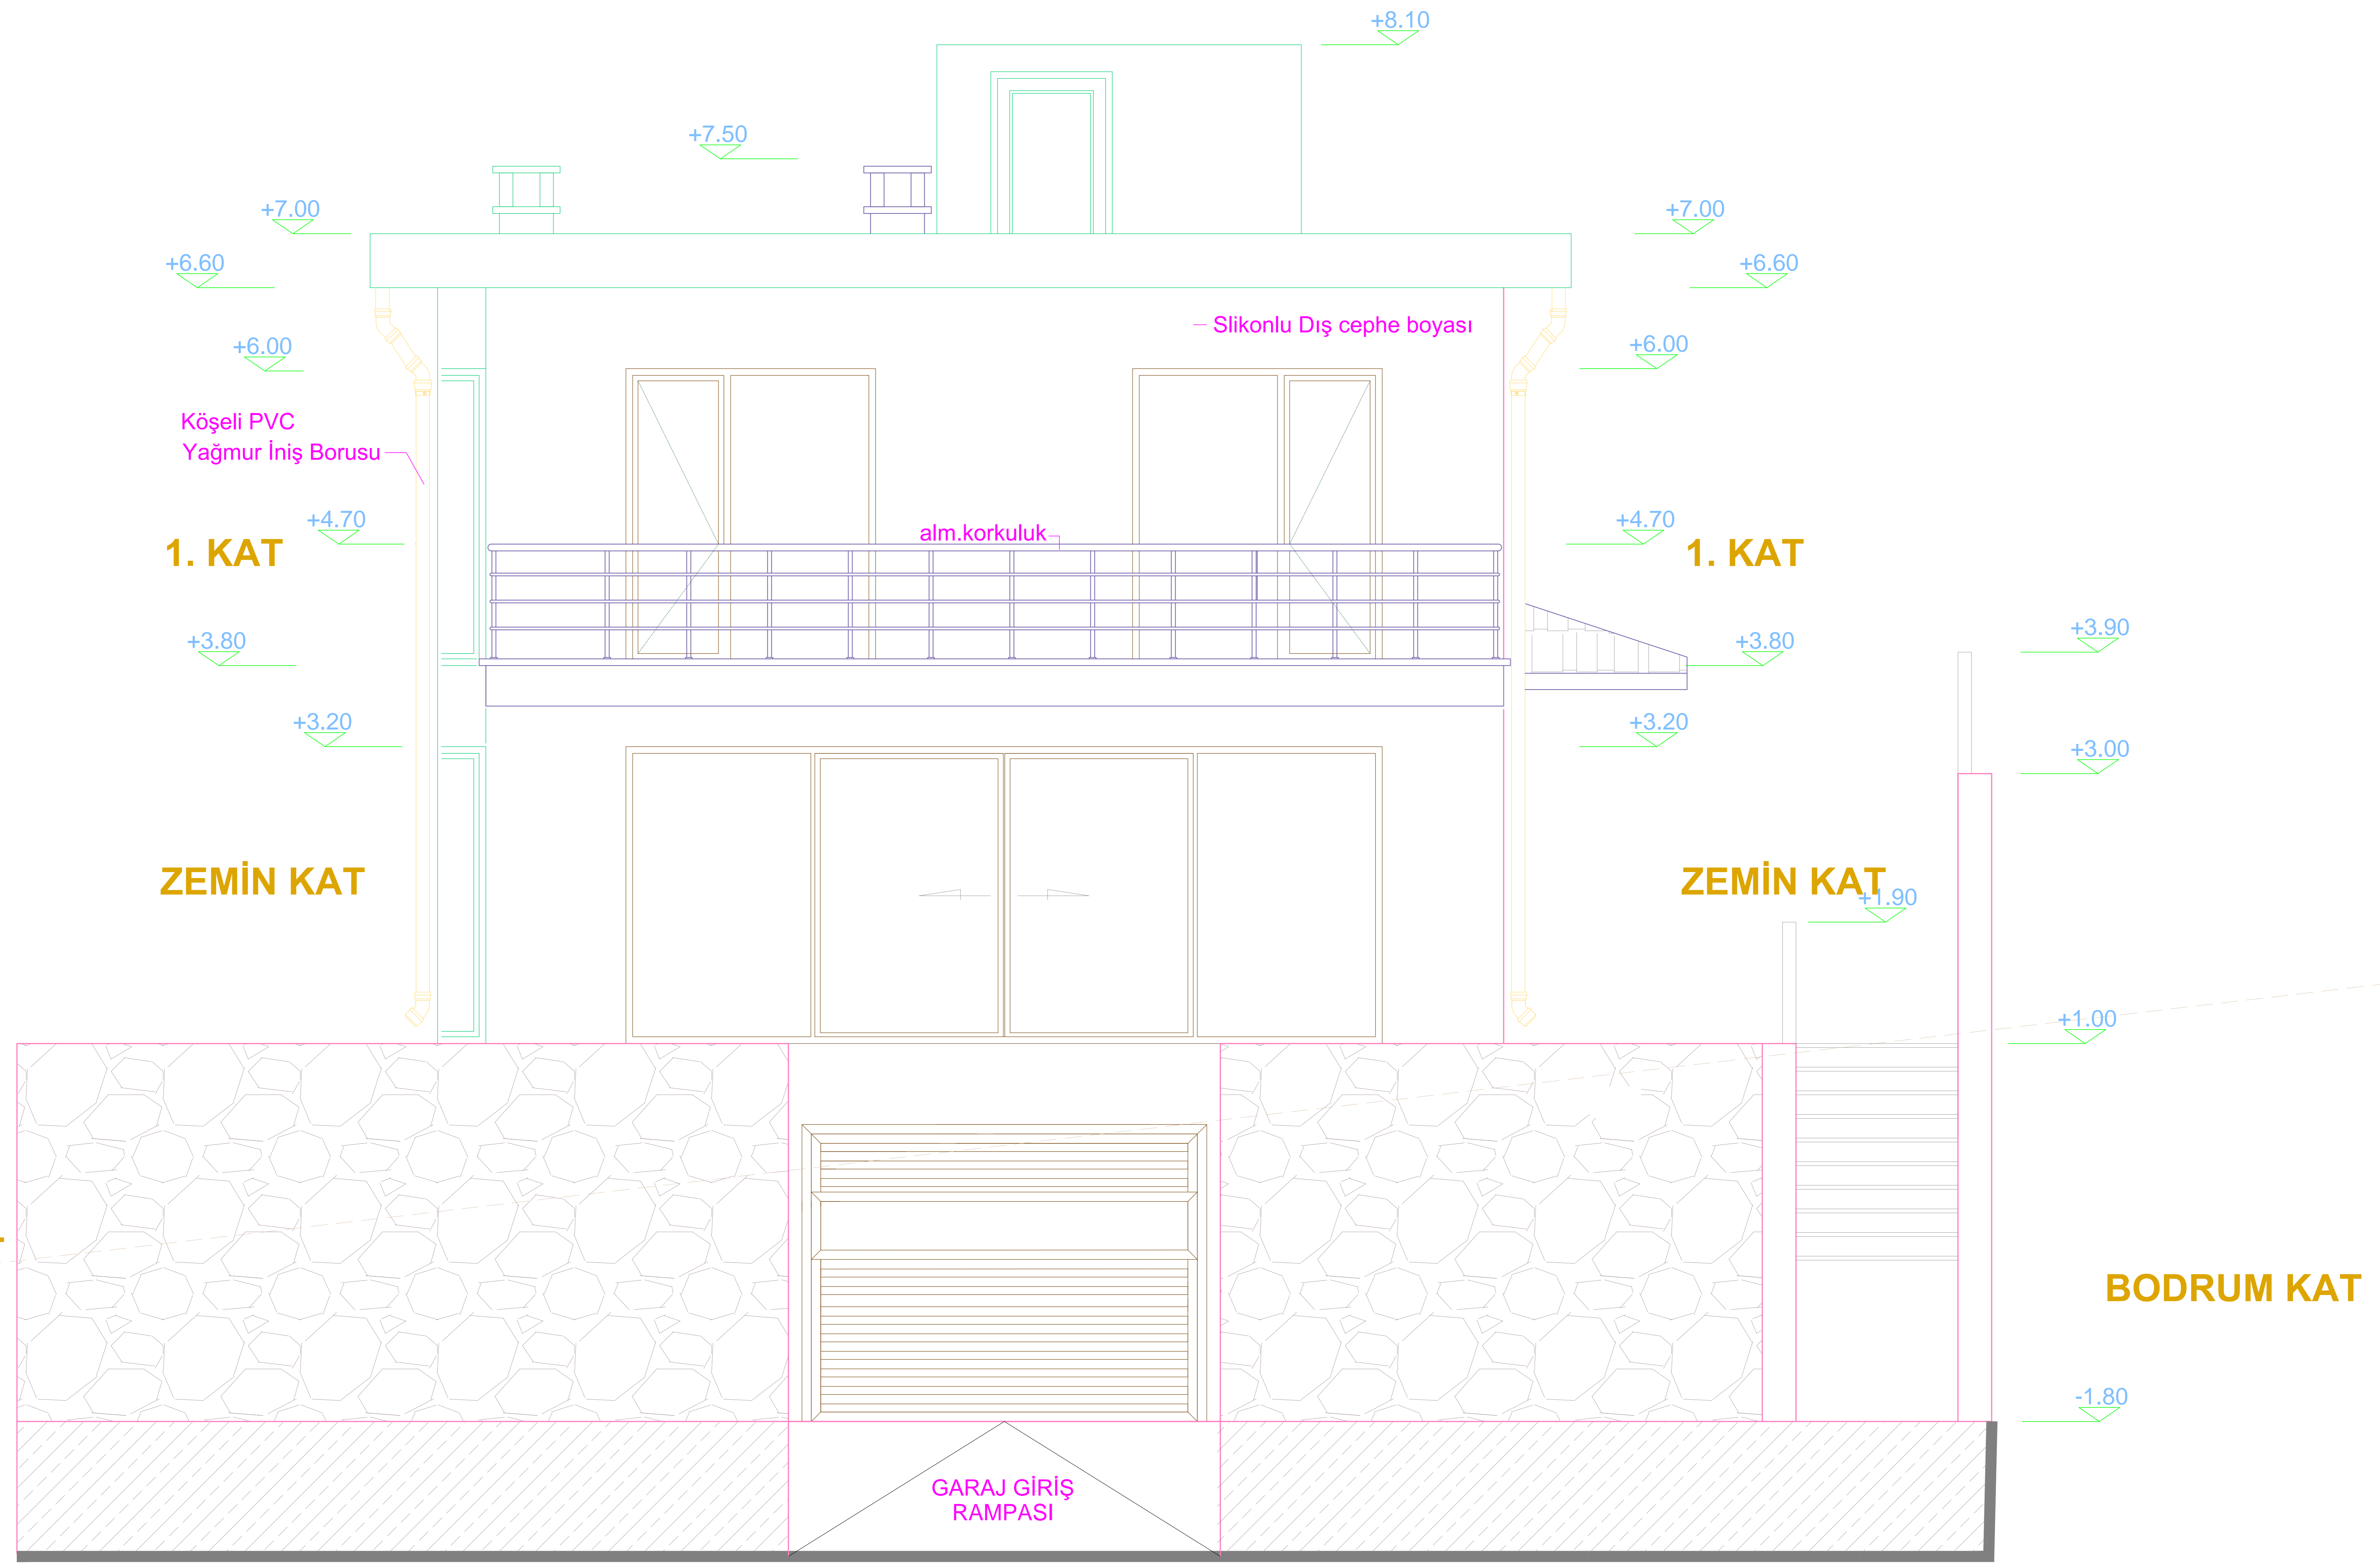 +8.10
+7.50
+7.00
+7.00
+6.60
+6.60
Slikonlu Dış cephe boyası
+6.00
+6.00
Köşeli PVC
Yağmur İniş Borusu
+4.70
alm.korkuluk
+4.70
1. KAT
1. KAT
+3.80
+3.80
+3.90
+3.20
+3.20
+3.00
ZEMİN KAT
ZEMİN KAT
+1.90
+1.00
BODRUM KAT
-1.80
GARAJ GİRİŞ
RAMPASI